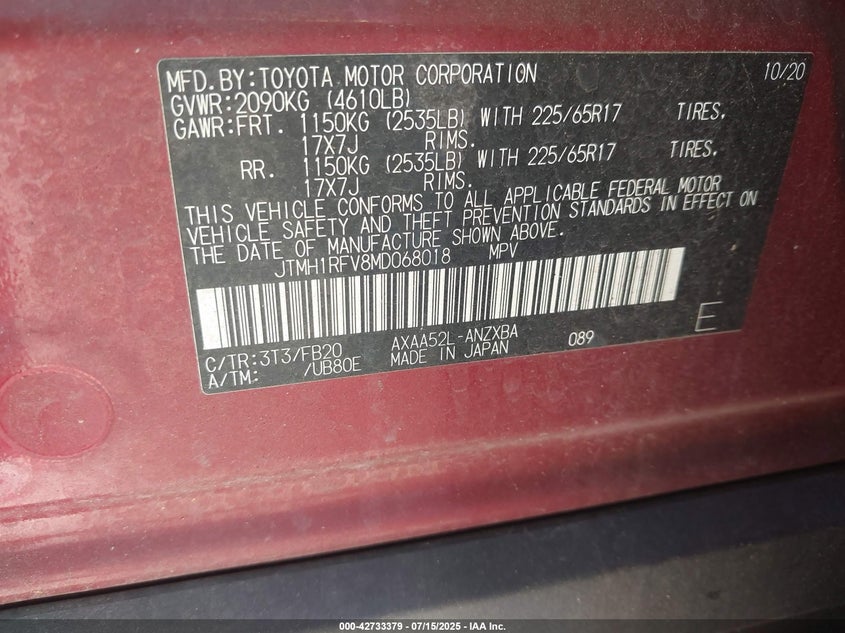 MFD.BY:TOYOTA MOTOR CORPORATION 10/20
GVWR:2090KG (4610LB)
GAWR:FRT. 1150KG (2535LB) WITH 225/65R17 TIRES.
17X7J RIMS.
RR. 1150KG (2535LB) WITH 225/65R17 TIRES.
17X7J RIMS.
THIS VEHICLE CONFORMS TO ALL APPLICABLE FEDERAL MOTOR
VEHICLE SAFETY AND THEFT PREVENTION STANDARDS IN EFFECT ON
THE DATE OF MANUFACTURE SHOWN ABOVE.
JTMH1RFV8MD068018 MPV
C/TR:3T3/FB20 AXAA52L-ANZXBA 089 E
A/TM: /UB80E MADE IN JAPAN
000-42733379 - 07/15/2025 - IAA Inc.